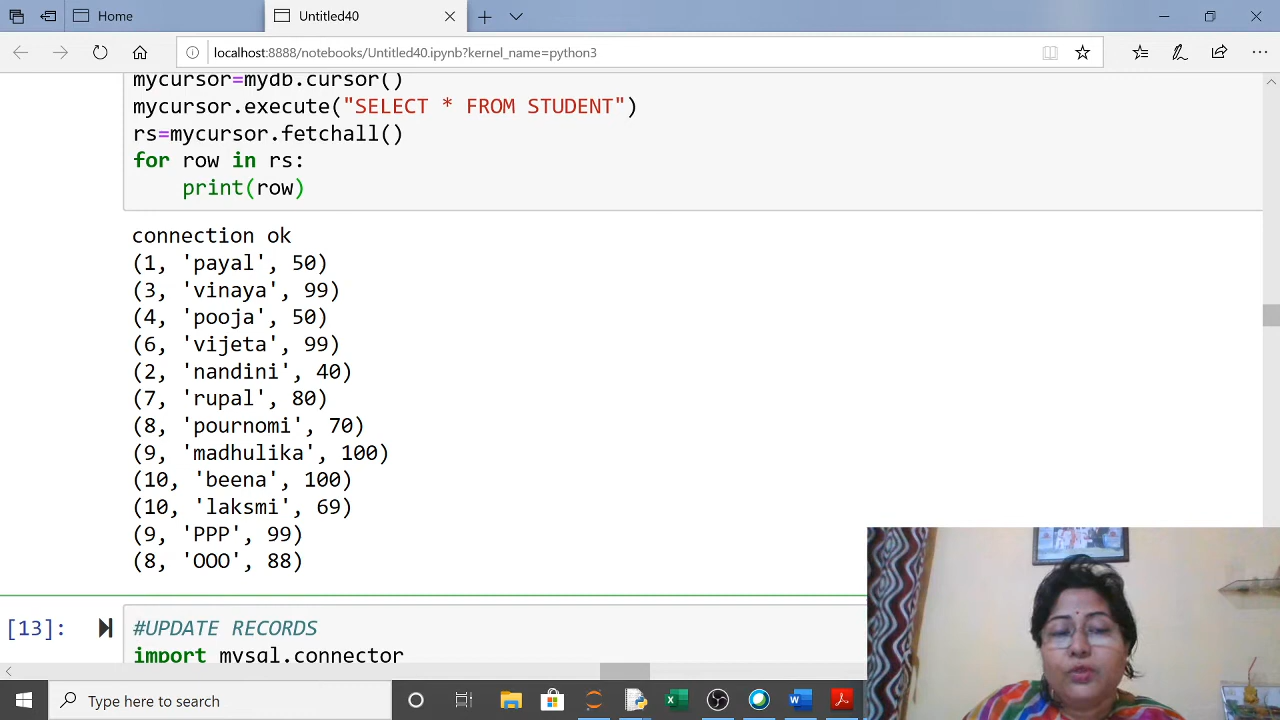 Home
Untitled40
localhost:8888/notebooks/Untitled40.ipynb?kernel_name=python3
mycursor=mydb.cursor()
mycursor.execute("SELECT * FROM STUDENT")
rs=mycursor.fetchall()
for row in rs:
print(row)
connection ok
(1, 'payal', 50)
(3, 'vinaya', 99)
(4, 'pooja', 50)
(6, 'vijeta', 99)
(2, 'nandini', 40)
(7, 'rupal', 80)
(8, 'pournomi', 70)
(9, 'madhulika', 100)
(10, 'beena', 100)
(10, 'laksmi', 69)
(9, 'PPP', 99)
(8, 'OOO', 88)
[13]:
#UPDATE RECORDS
import mysql.connector
Type here to search